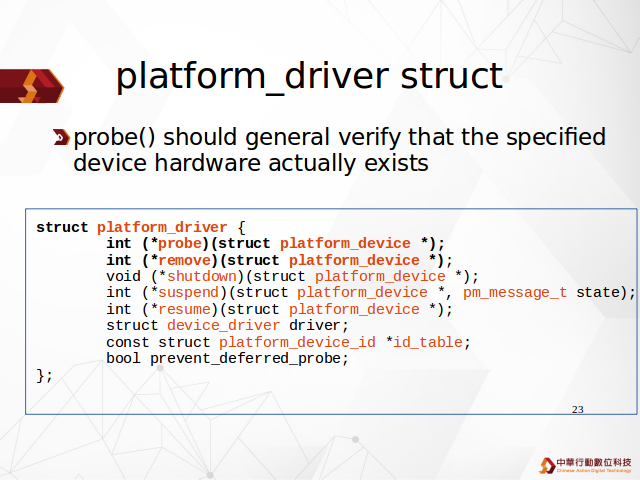 platform_driver struct
probe() should general verify that the specified
device hardware actually exists
struct platform_driver {
int (*probe)(struct platform_device *);
int (*remove)(struct platform_device *);
void (*shutdown)(struct platform_device *);
int (*suspend)(struct platform_device *, pm_message_t state);
int (*resume)(struct platform_device *);
struct device_driver driver;
const struct platform_device_id *id_table;
bool prevent_deferred_probe;
};
23
中華行動數位科技
Chinese Action Digital Technology